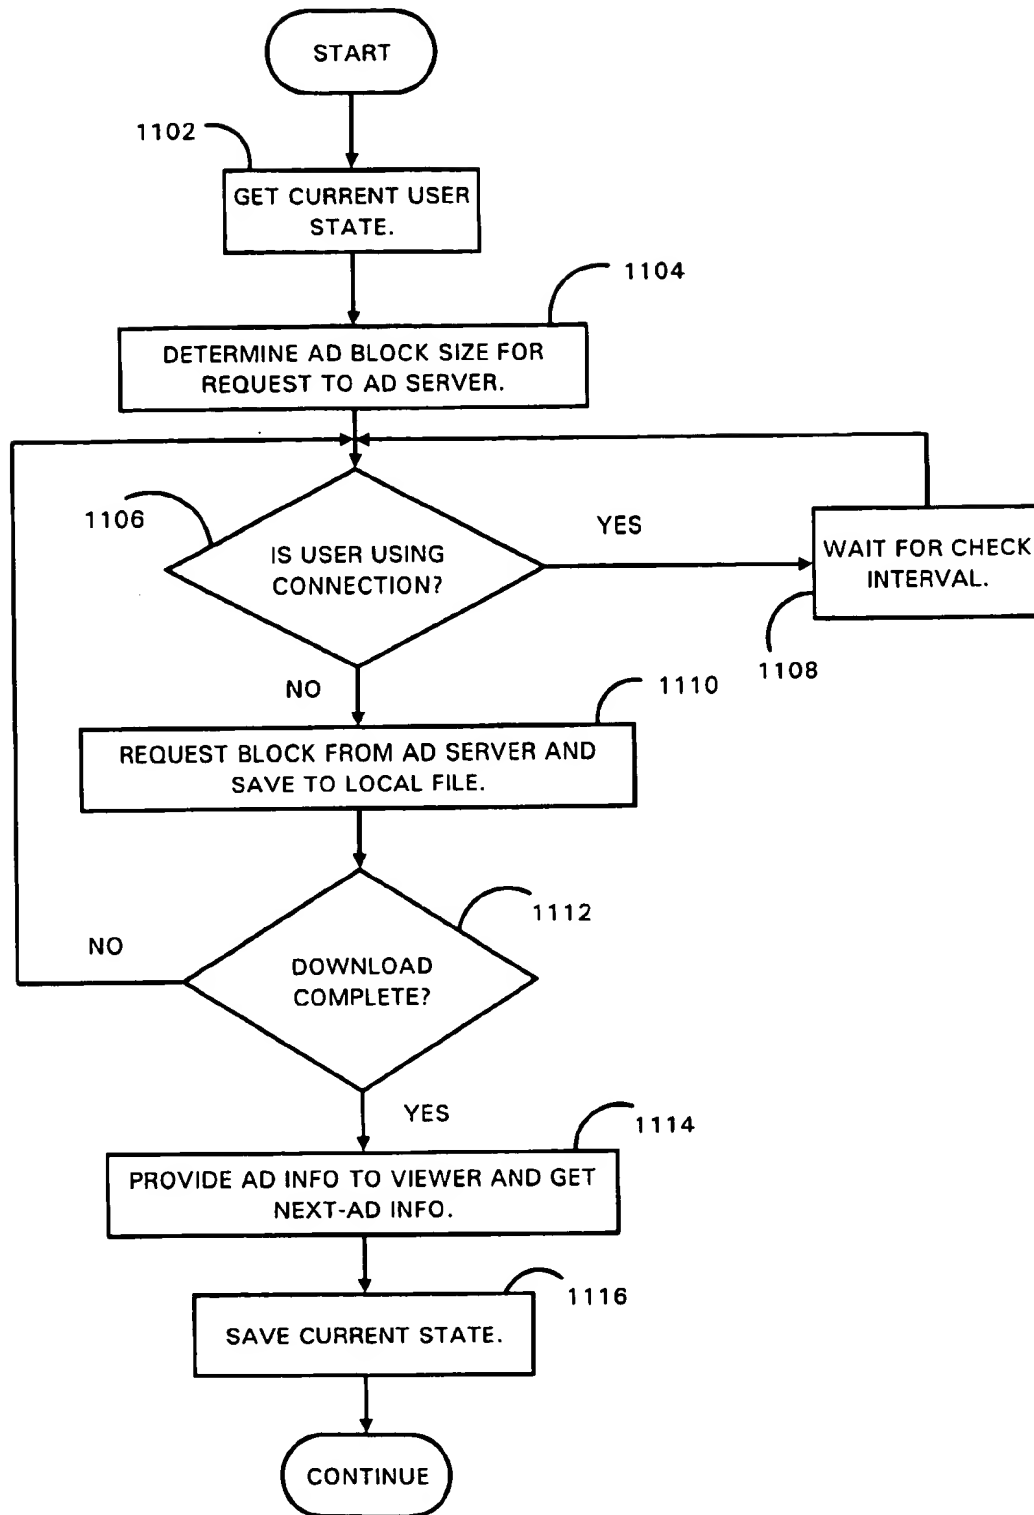 START
1102
GET CURRENT USER
STATE.
1104
DETERMINE AD BLOCK SIZE FOR
REQUEST TO AD SERVER.
1106
IS USER USING
CONNECTION?
YES
WAIT FOR CHECK
INTERVAL.
1108
NO
1110
REQUEST BLOCK FROM AD SERVER AND
SAVE TO LOCAL FILE.
1112
NO
DOWNLOAD
COMPLETE?
YES
1114
PROVIDE AD INFO TO VIEWER AND GET
NEXT-AD INFO.
1116
SAVE CURRENT STATE.
CONTINUE